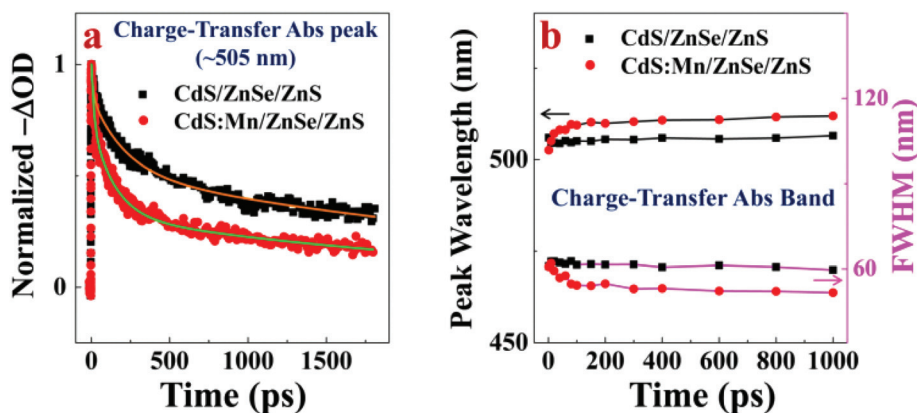 a
Charge-Transfer Abs peak
(~505 nm)
CdS/ZnSe/ZnS
CdS:Mn/ZnSe/ZnS
Normalized −ΔOD
1
0
0
500
1000
1500
Time (ps)
b
CdS/ZnSe/ZnS
CdS:Mn/ZnSe/ZnS
Charge-Transfer Abs Band
Peak Wavelength (nm)
500
450
0
200
400
600
800
1000
Time (ps)
120
60
FWHM (nm)